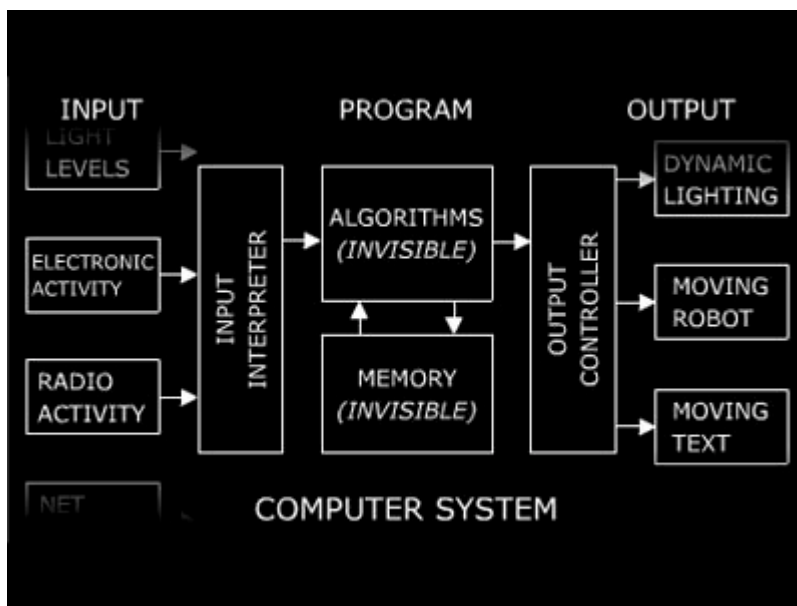 INPUT
PROGRAM
OUTPUT
LIGHT
LEVELS
ELECTRONIC
ACTIVITY
RADIO
ACTIVITY
NET
INPUT
INTERPRETER
ALGORITHMS
(INVISIBLE)
MEMORY
(INVISIBLE)
OUTPUT
CONTROLLER
DYNAMIC
LIGHTING
MOVING
ROBOT
MOVING
TEXT
COMPUTER SYSTEM